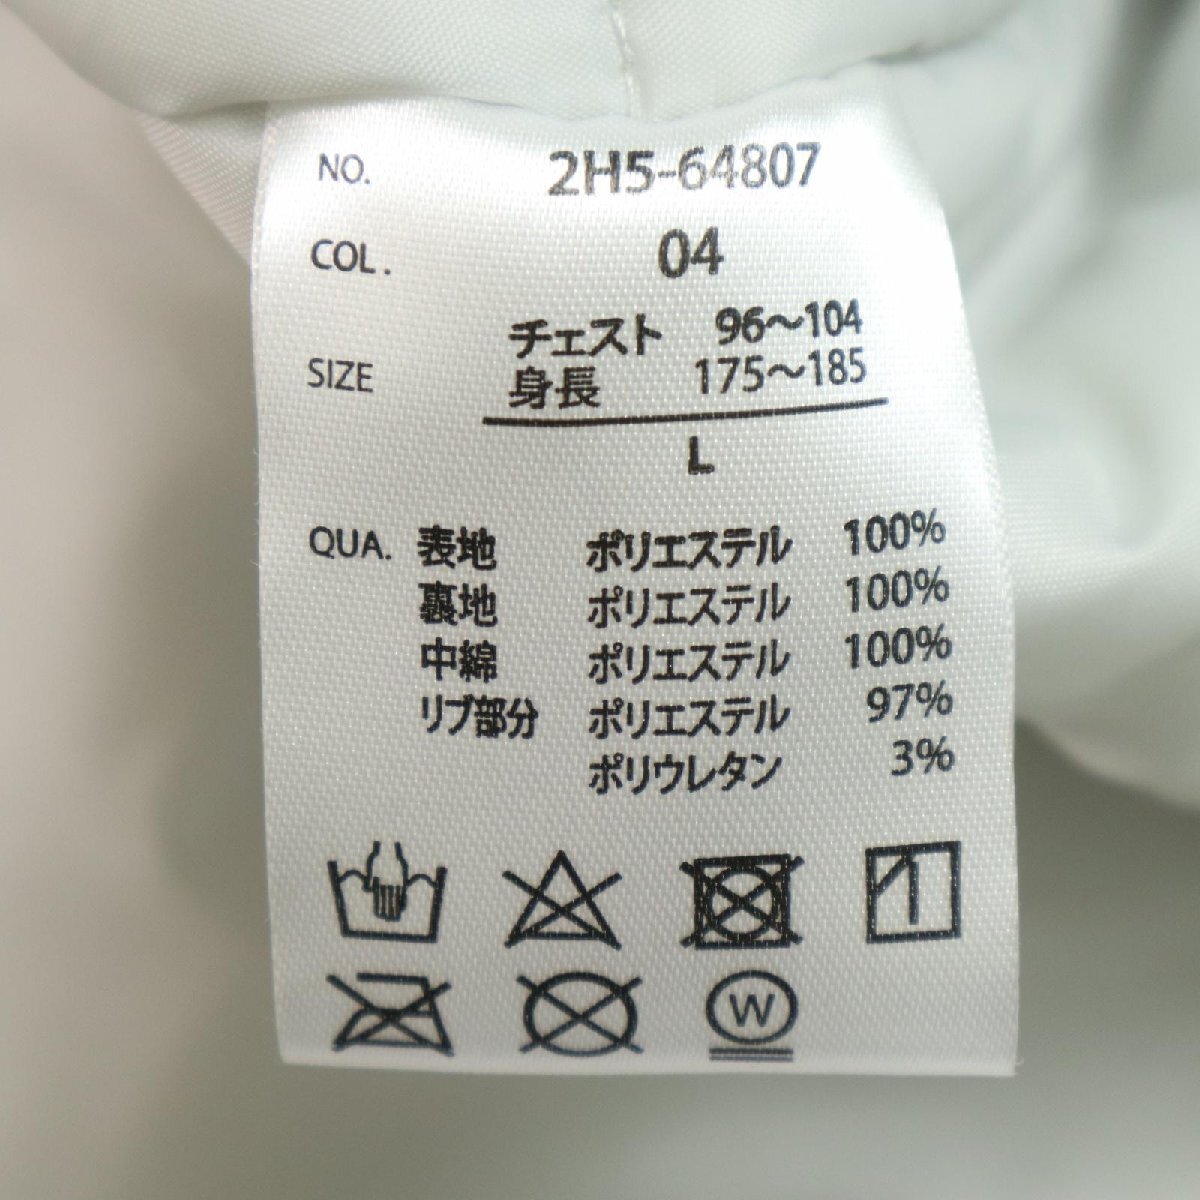 NO. 2H5-64807
COL. 04
チェスト 96〜104
SIZE 身長 175〜185
L
QUA. 表地 ポリエステル 100%
裏地 ポリエステル 100%
中綿 ポリエステル 100%
リブ部分 ポリエステル 97%
ポリウレタン 3%
W